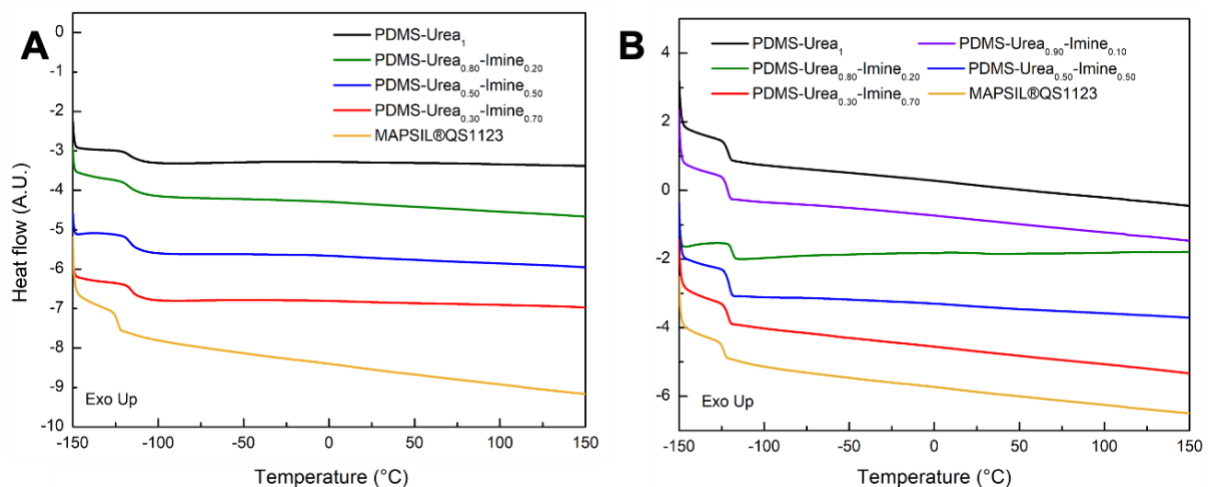 A
PDMS-Urea₁
PDMS-Urea₀.₈₀-Imine₀.₂₀
PDMS-Urea₀.₅₀-Imine₀.₅₀
PDMS-Urea₀.₃₀-Imine₀.₇₀
MAPSIL®QS1123
0
-1
-2
-3
-4
-5
-6
-7
-8
-9
-10
Heat flow (A.U.)
Exo Up
-150 -100 -50 0 50 100 150
Temperature (°C)
B
PDMS-Urea₁ PDMS-Urea₀.₉₀-Imine₀.₁₀
PDMS-Urea₀.₈₀-Imine₀.₂₀ PDMS-Urea₀.₅₀-Imine₀.₅₀
PDMS-Urea₀.₃₀-Imine₀.₇₀ MAPSIL®QS1123
4
2
0
-2
-4
-6
Exo Up
-150 -100 -50 0 50 100 150
Temperature (°C)